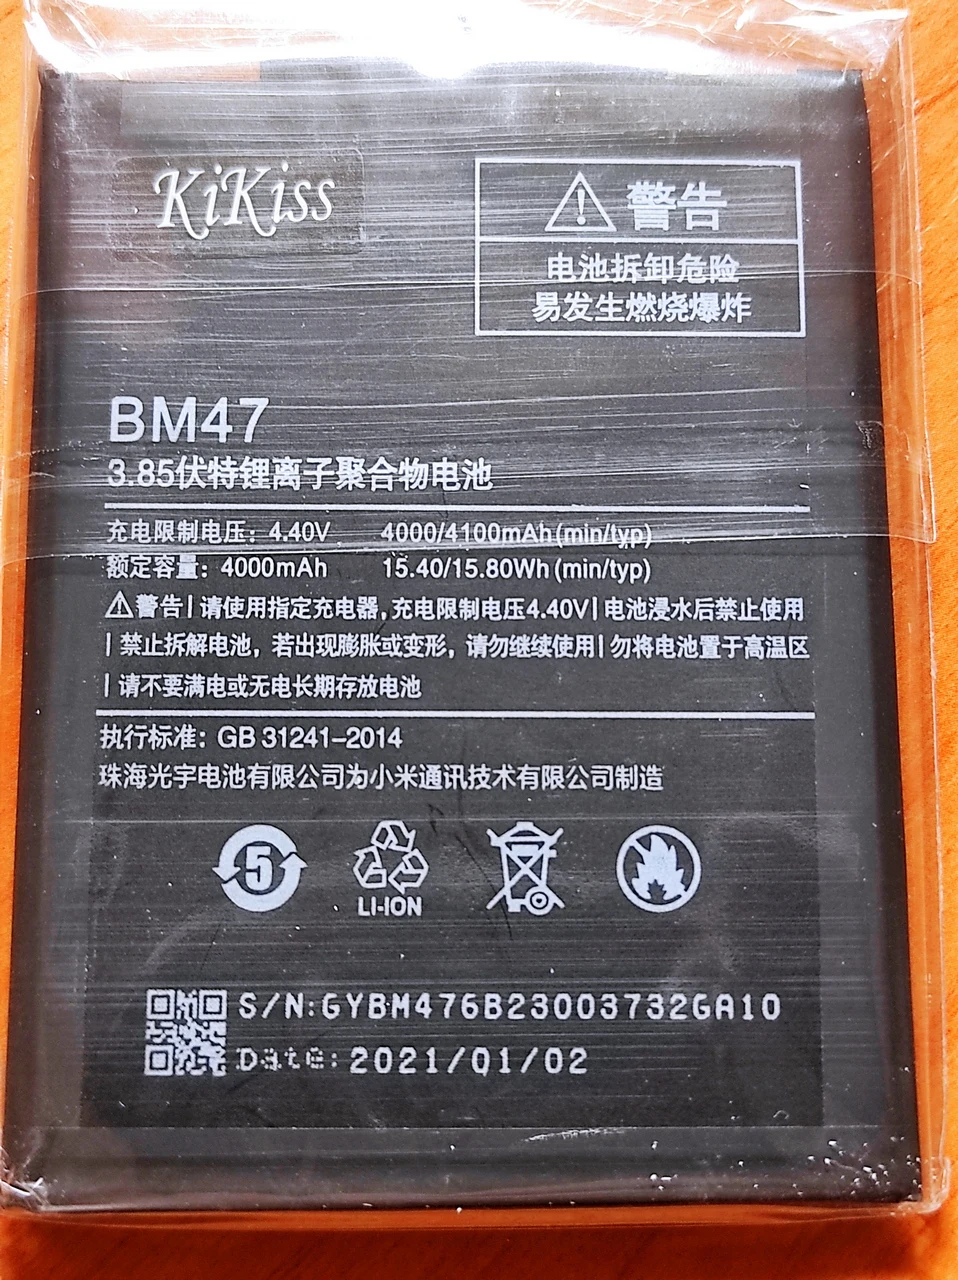 KiKiss
警告
电池拆卸危险
易发生燃烧爆炸
BM47
3.85伏特锂离子聚合物电池
充电限制电压：4.40V 4000/4100mAh(min/typ)
额定容量：4000mAh 15.40/15.80Wh(min/typ)
警告|请使用指定充电器,充电限制电压4.40V|电池浸水后禁止使用
|禁止拆解电池，若出现膨胀或变形，请勿继续使用|勿将电池置于高温区
|请不要满电或无电长期存放电池
执行标准：GB 31241-2014
珠海光宇电池有限公司为小米通讯技术有限公司制造
5
LI-ION
S/N:GYBM476B23003732GA10
Date:2021/01/02